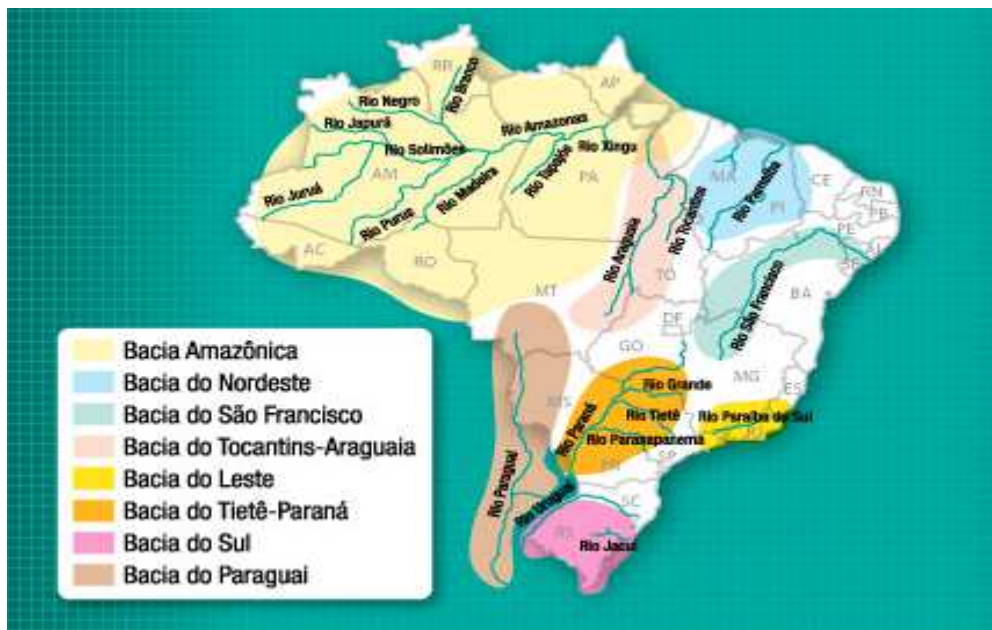 RR
AP
Rio Branco
Rio Negro
Rio Japurá
Rio Amazonas
Rio Solimões
Rio Xingu
AM
Rio Tapajós
PA
MA
CE
RN
Rio Juruá
Rio Madeira
Rio Parnaíba
PI
PB
Rio Purus
Rio Tocantins
PE
AC
Rio Araguaia
AL
RO
TO
SE
MT
BA
Rio São Francisco
DF
GO
MG
ES
MS
Rio Grande
Rio Paraná
Rio Tietê
Rio Paraíba do Sul
RJ
Rio Paranapanema
SP
PR
Rio Paraguai
Rio Uruguai
SC
RS
Rio Jacuí
Bacia Amazônica
Bacia do Nordeste
Bacia do São Francisco
Bacia do Tocantins-Araguaia
Bacia do Leste
Bacia do Tietê-Paraná
Bacia do Sul
Bacia do Paraguai